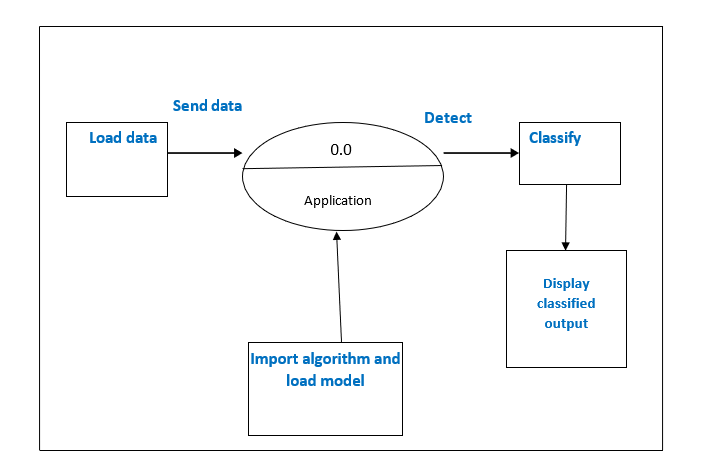 Send data
Load data
0.0
Application
Detect
Classify
Display
classified
output
Import algorithm and
load model